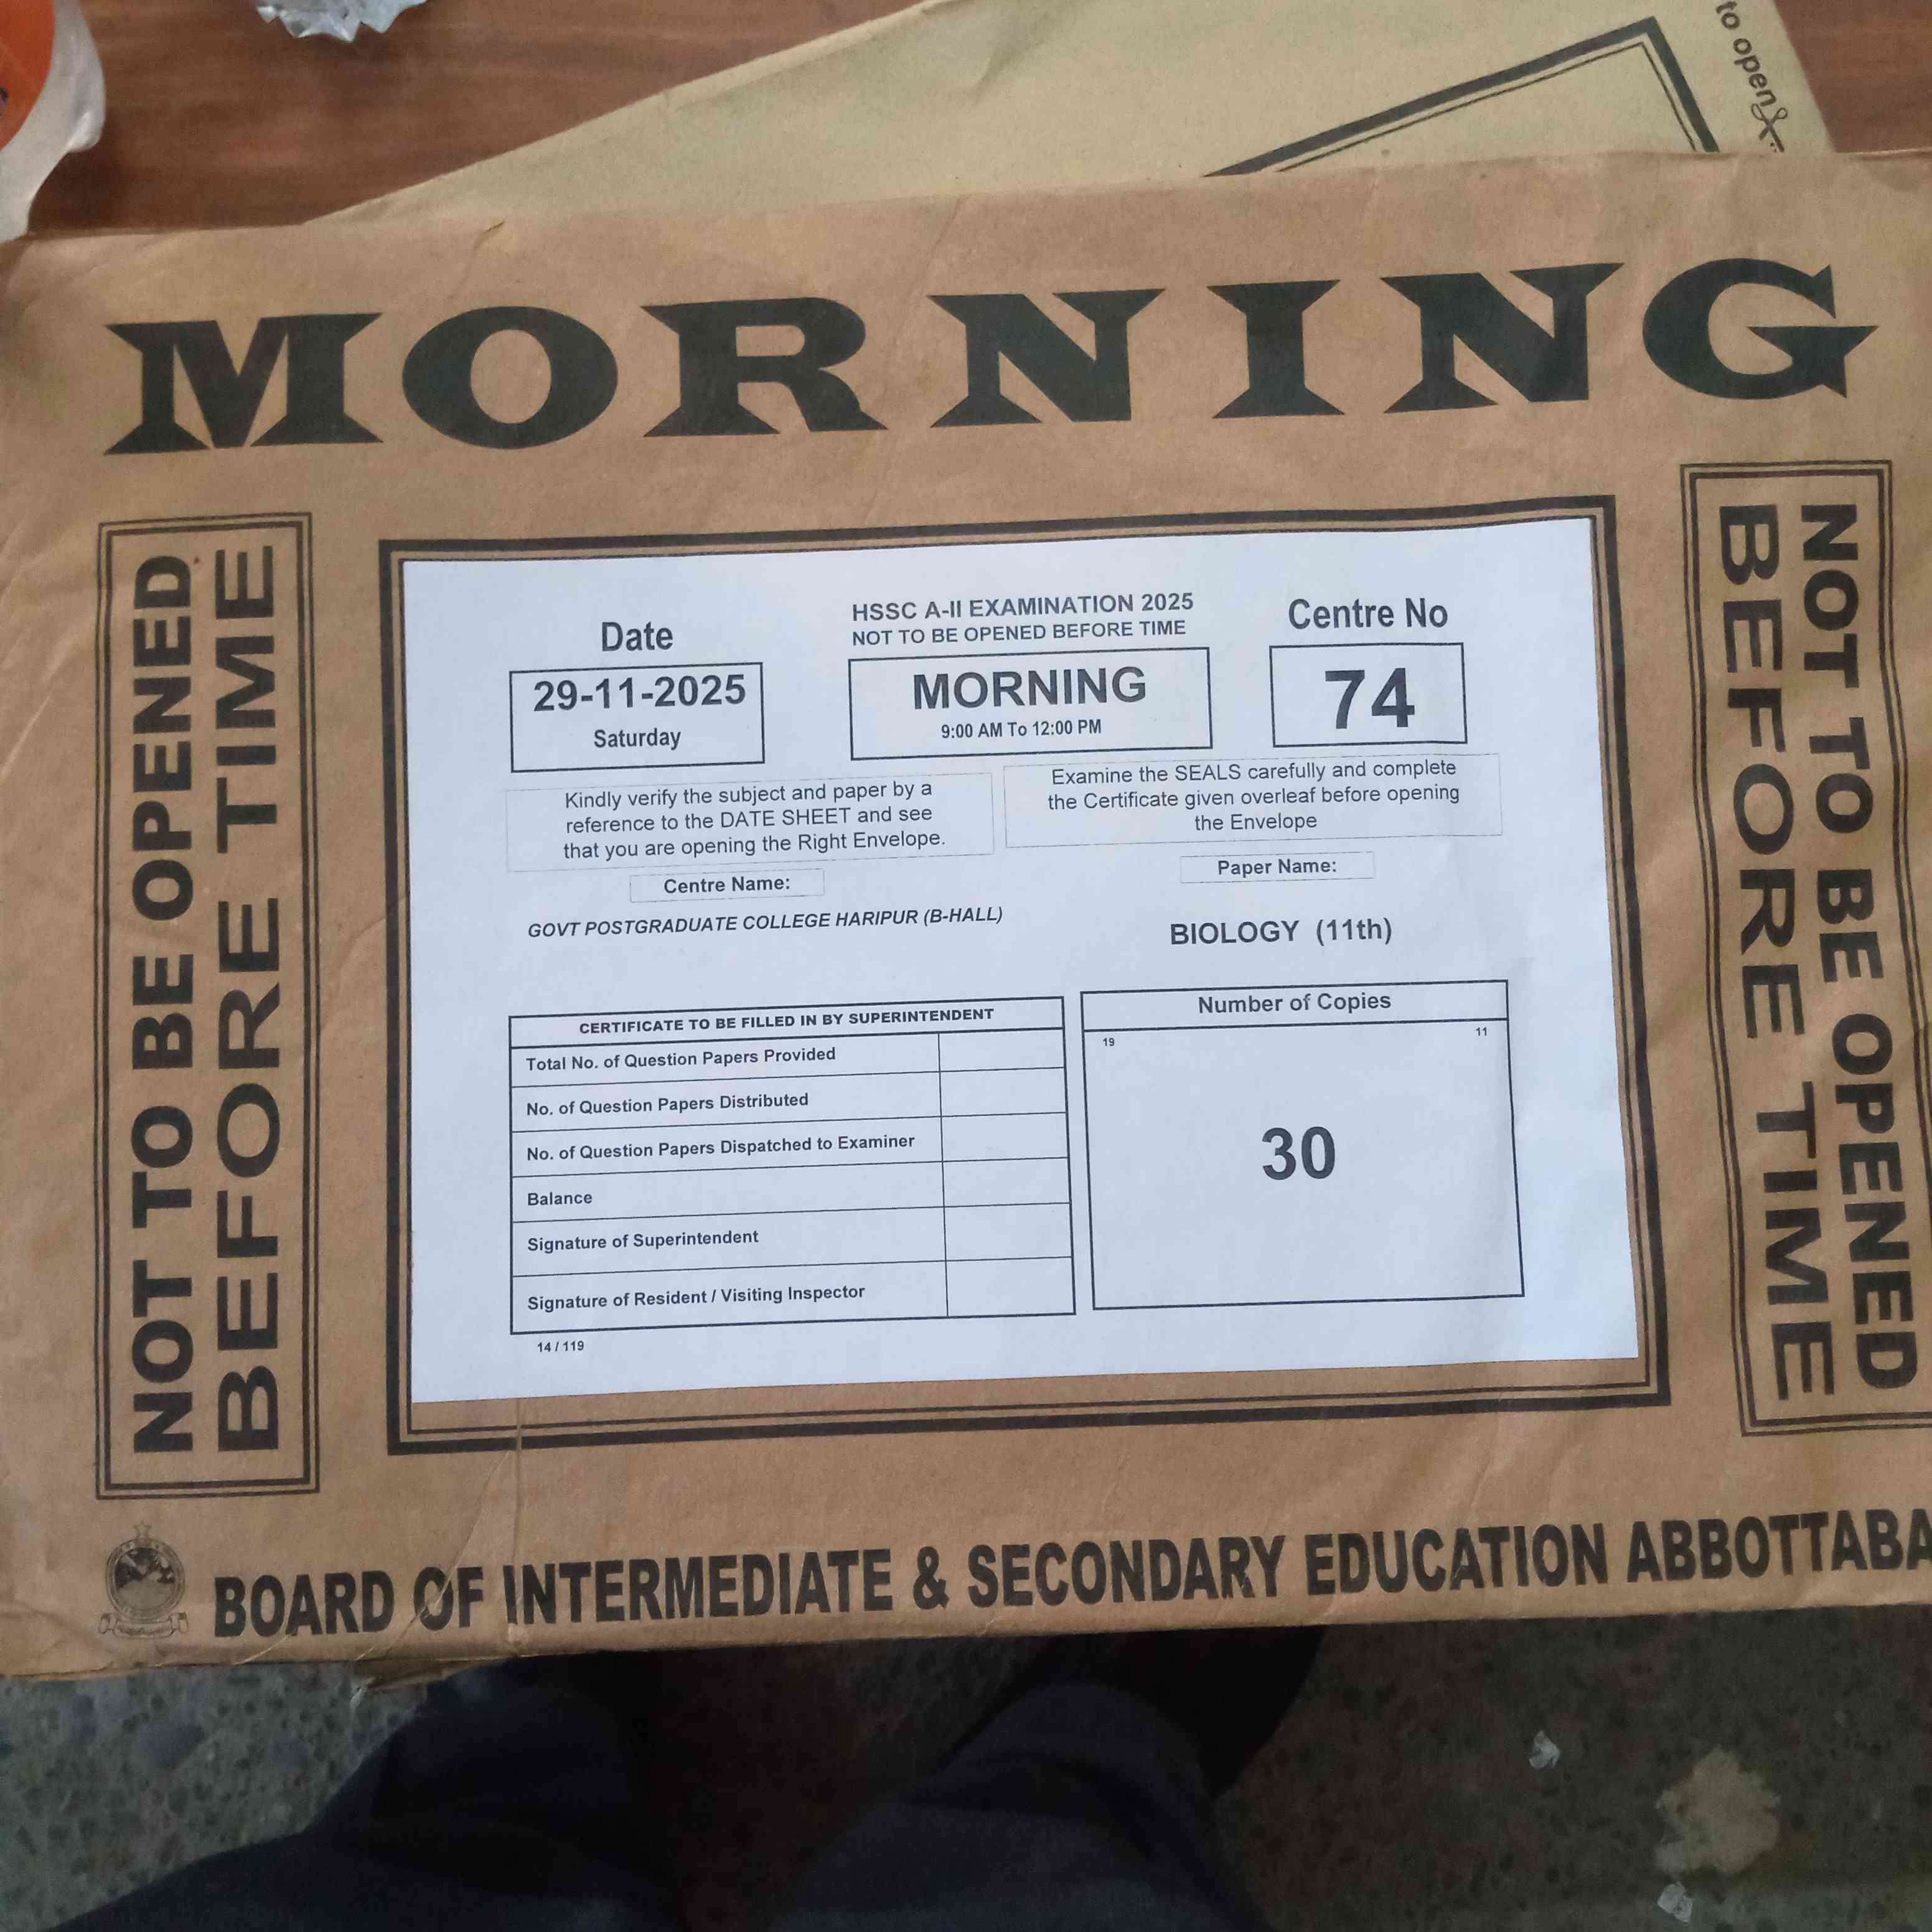 to open
MORNING
NOT TO BE OPENED
BEFORE TIME
NOT TO BE OPENED
BEFORE TIME
Date
29-11-2025
Saturday
HSSC A-II EXAMINATION 2025
NOT TO BE OPENED BEFORE TIME
MORNING
9:00 AM To 12:00 PM
Centre No
74
Kindly verify the subject and paper by a
reference to the DATE SHEET and see
that you are opening the Right Envelope.
Examine the SEALS carefully and complete
the Certificate given overleaf before opening
the Envelope
Centre Name:
GOVT POSTGRADUATE COLLEGE HARIPUR (B-HALL)
Paper Name:
BIOLOGY (11th)
CERTIFICATE TO BE FILLED IN BY SUPERINTENDENT
Total No. of Question Papers Provided
No. of Question Papers Distributed
No. of Question Papers Dispatched to Examiner
Balance
Signature of Superintendent
Signature of Resident / Visiting Inspector
14 / 119
Number of Copies
19 11
30
BOARD OF INTERMEDIATE & SECONDARY EDUCATION ABBOTTABA